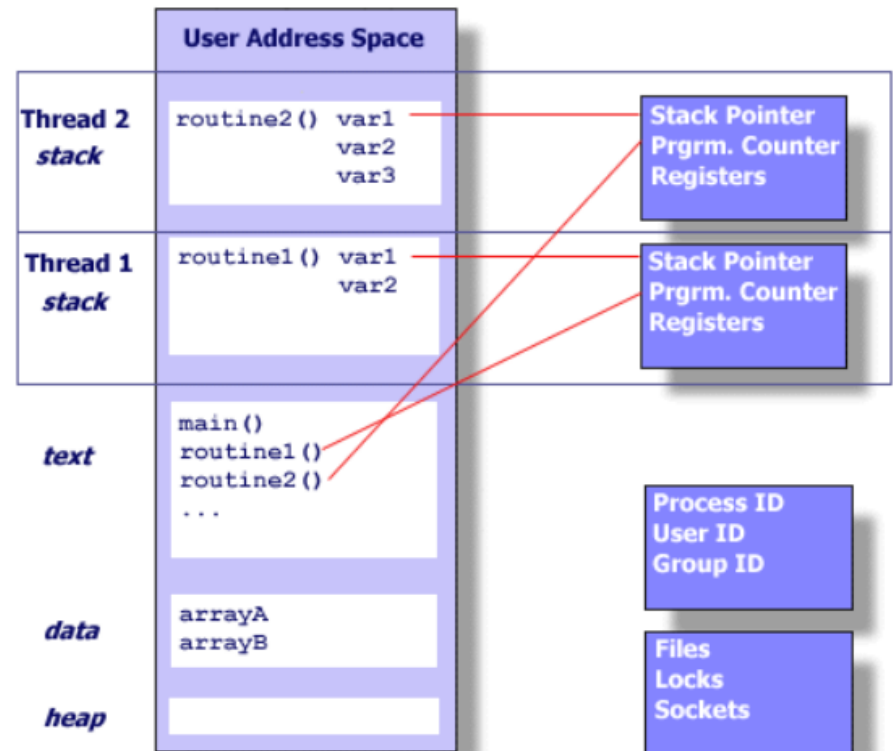 User Address Space
Thread 2
stack
routine2() var1
var2
var3
Stack Pointer
Prgrm. Counter
Registers
Thread 1
stack
routine1() var1
var2
Stack Pointer
Prgrm. Counter
Registers
text
main()
routine1()
routine2()
...
Process ID
User ID
Group ID
data
arrayA
arrayB
Files
Locks
Sockets
heap